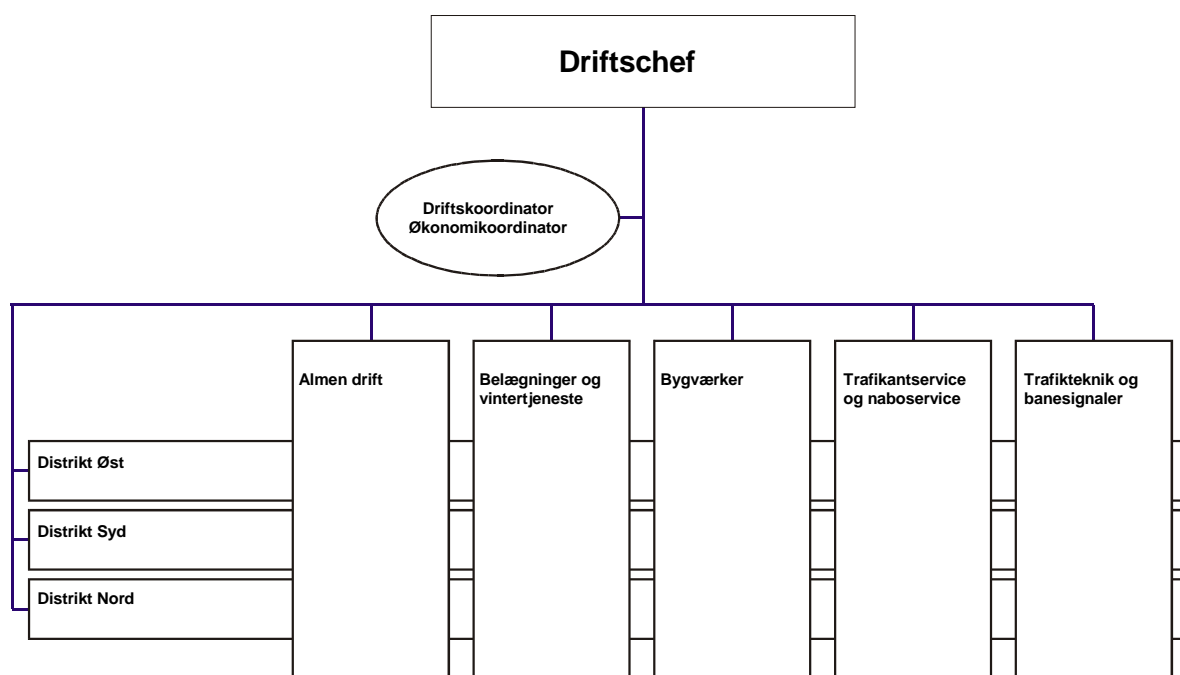 Driftschef
Driftskoordinator
Økonomikoordinator
Almen drift
Belægninger og
vintertjeneste
Bygværker
Trafikantservice
og naboservice
Trafikteknik og
banesignaler
Distrikt Øst
Distrikt Syd
Distrikt Nord